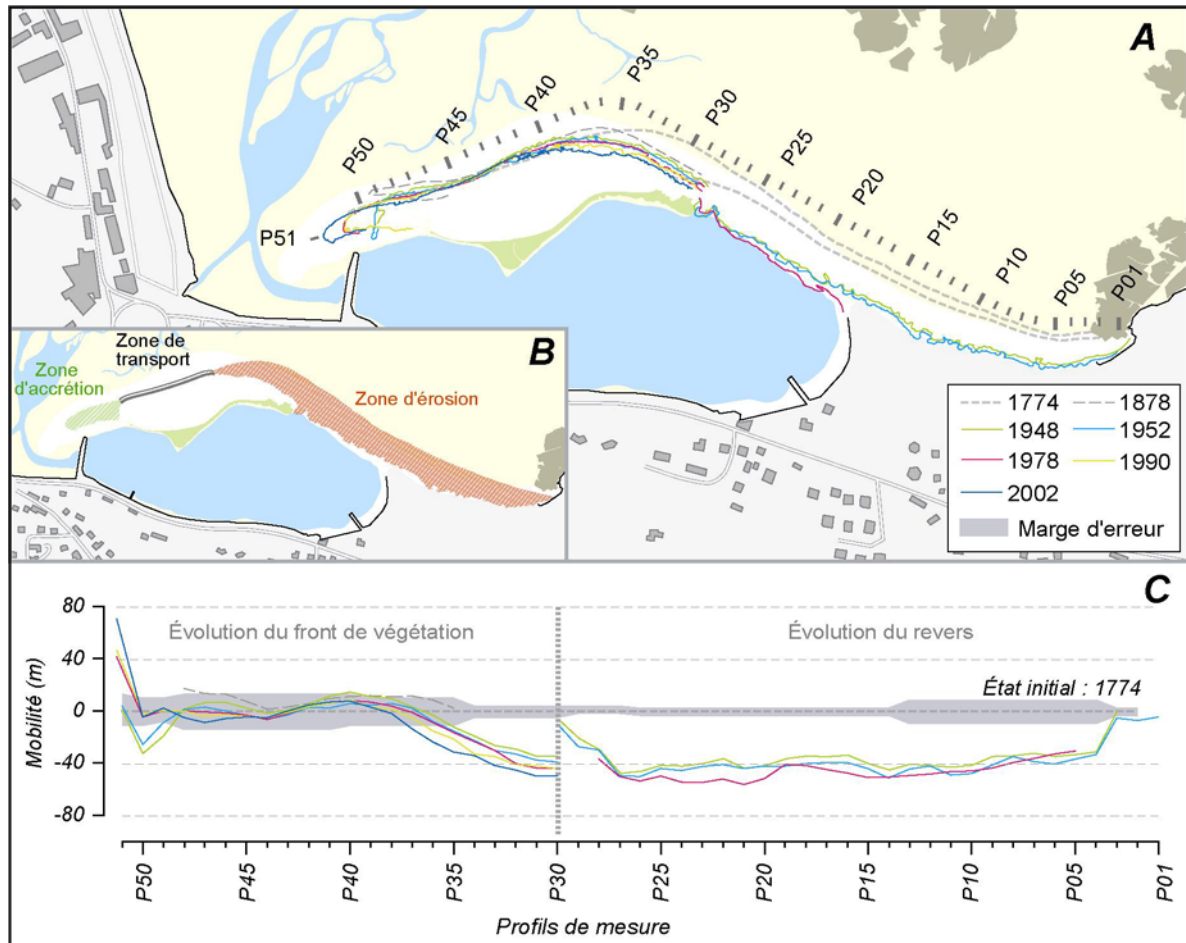 A
P51
P50
P45
P40
P35
P30
P25
P20
P15
P10
P05
P01
1774
1878
1948
1952
1978
1990
2002
Marge d'erreur
B
Zone de
transport
Zone
d'accrétion
Zone d'érosion
C
Évolution du front de végétation
Évolution du revers
État initial : 1774
Mobilité (m)
80
40
0
-40
-80
P50
P45
P40
P35
P30
P25
P20
P15
P10
P05
P01
Profils de mesure